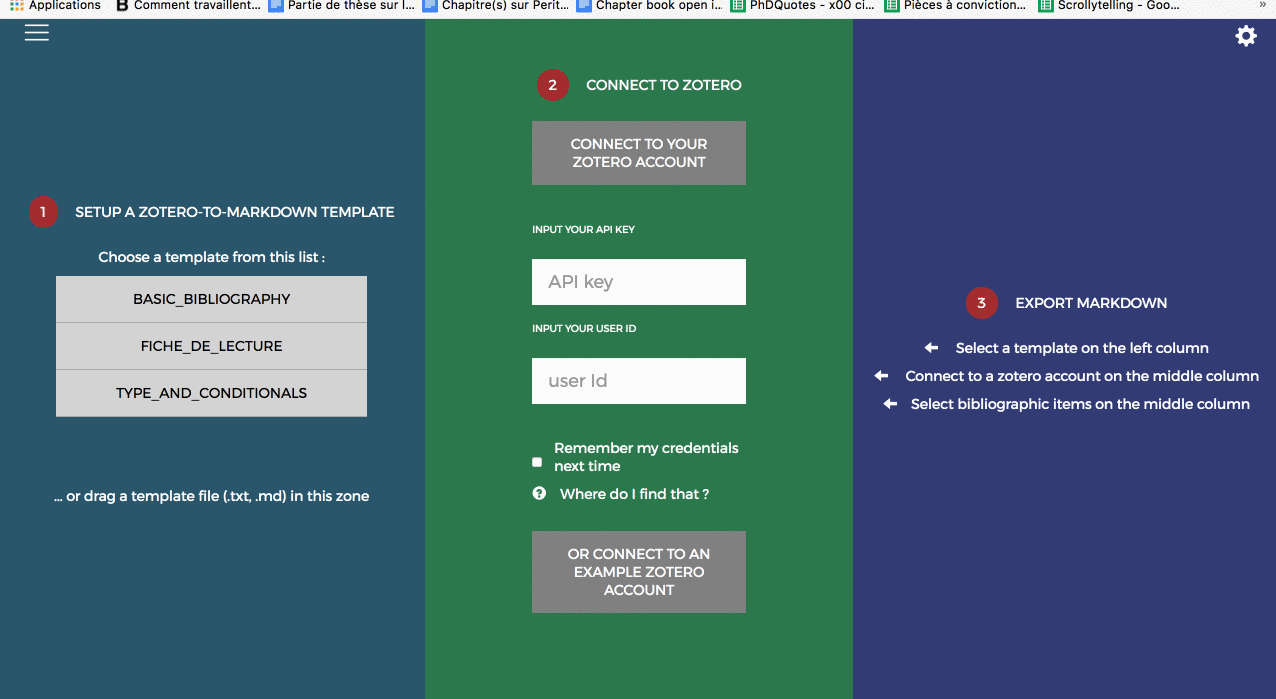 Applications
B Comment travaillent...
Partie de thèse sur l...
Chapitre(s) sur Perit...
Chapter book open i...
PhDQuotes - x00 ci...
Pièces à conviction...
Scrollytelling - Goo...
»
1 SETUP A ZOTERO-TO-MARKDOWN TEMPLATE
Choose a template from this list :
BASIC_BIBLIOGRAPHY
FICHE_DE_LECTURE
TYPE_AND_CONDITIONALS
... or drag a template file (.txt, .md) in this zone
2 CONNECT TO ZOTERO
CONNECT TO YOUR
ZOTERO ACCOUNT
INPUT YOUR API KEY
API key
INPUT YOUR USER ID
user Id
Remember my credentials
next time
? Where do I find that ?
OR CONNECT TO AN
EXAMPLE ZOTERO
ACCOUNT
3 EXPORT MARKDOWN
Select a template on the left column
Connect to a zotero account on the middle column
Select bibliographic items on the middle column